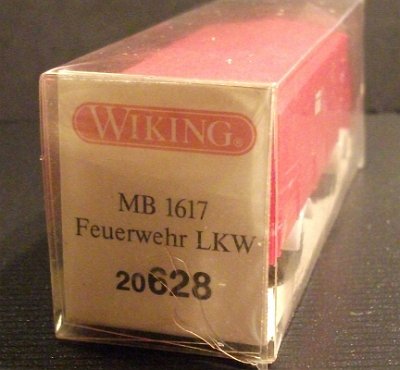 WIKING®
MB 1617
Feuerwehr LKW
20628